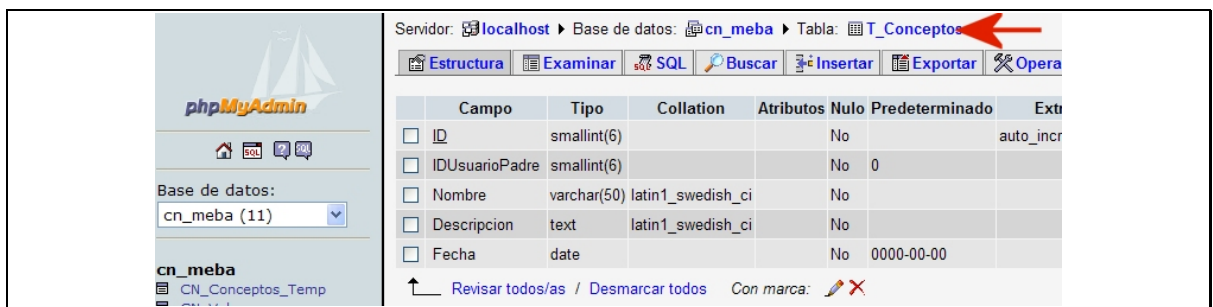 Servidor: localhost ▸ Base de datos: cn_meba ▸ Tabla: T_Conceptos
Estructura Examinar SQL Buscar Insertar Exportar Opera
phpMyAdmin
SQL ? SQL
Base de datos:
cn_meba (11)
cn_meba
CN_Conceptos_Temp
Campo Tipo Collation Atributos Nulo Predeterminado Extr
ID smallint(6) No auto_incr
IDUsuarioPadre smallint(6) No 0
Nombre varchar(50) latin1_swedish_ci No
Descripcion text latin1_swedish_ci No
Fecha date No 0000-00-00
Revisar todos/as / Desmarcar todos Con marca: